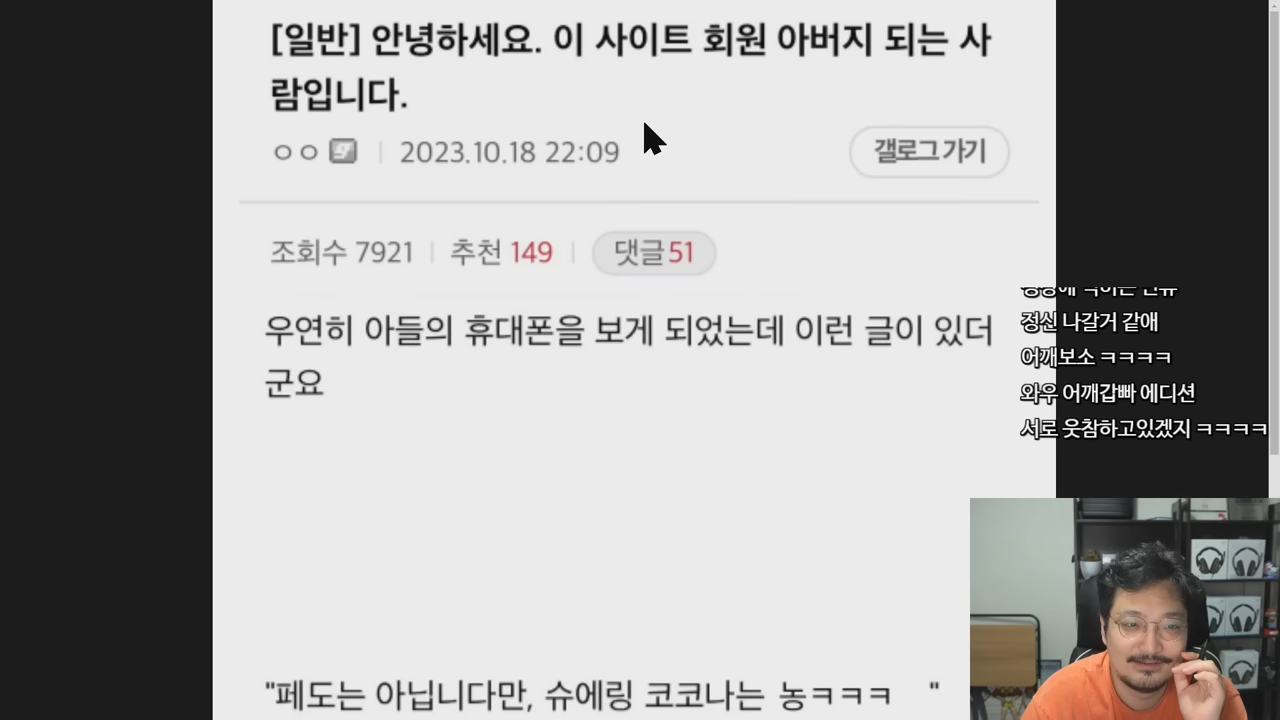 [일반] 안녕하세요. 이 사이트 회원 아버지 되는 사
람입니다.
ㅇㅇ 2023.10.18 22:09
갤로그 가기
조회수 7921 추천 149 댓글 51
우연히 아들의 휴대폰을 보게 되었는데 이런 글이 있더
군요
"페도는 아닙니다만, 슈에링 코코나는 농ㅋㅋㅋ "
정신 나갈거 같애
어깨보소 ㅋㅋㅋㅋ
와우 어깨갑빠 에디션
서로 웃참하고있겠지 ㅋㅋㅋㅋ